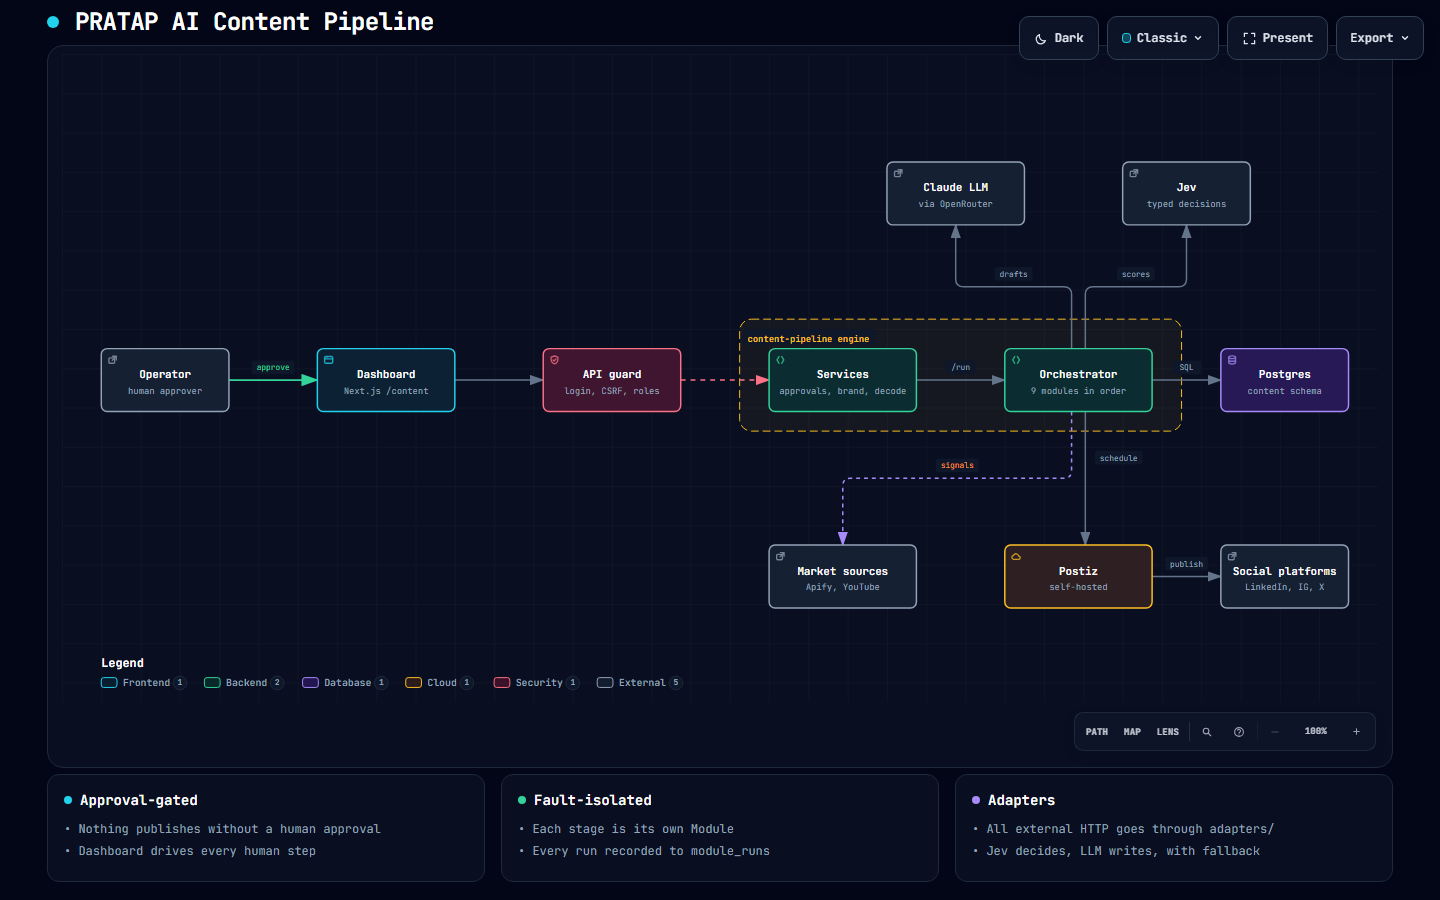 PRATAP AI Content Pipeline
Dark
Classic
Present
Export
Claude LLM
via OpenRouter
Jev
typed decisions
drafts
scores
content-pipeline engine
Operator
human approver
approve
Dashboard
Next.js /content
API guard
login, CSRF, roles
Services
approvals, brand, decode
/run
Orchestrator
9 modules in order
SQL
Postgres
content schema
signals
schedule
Market sources
Apify, YouTube
Postiz
self-hosted
publish
Social platforms
LinkedIn, IG, X
Legend
Frontend 1
Backend 2
Database 1
Cloud 1
Security 1
External 5
PATH
MAP
LENS
100%
Approval-gated
• Nothing publishes without a human approval
• Dashboard drives every human step
Fault-isolated
• Each stage is its own Module
• Every run recorded to module_runs
Adapters
• All external HTTP goes through adapters/
• Jev decides, LLM writes, with fallback